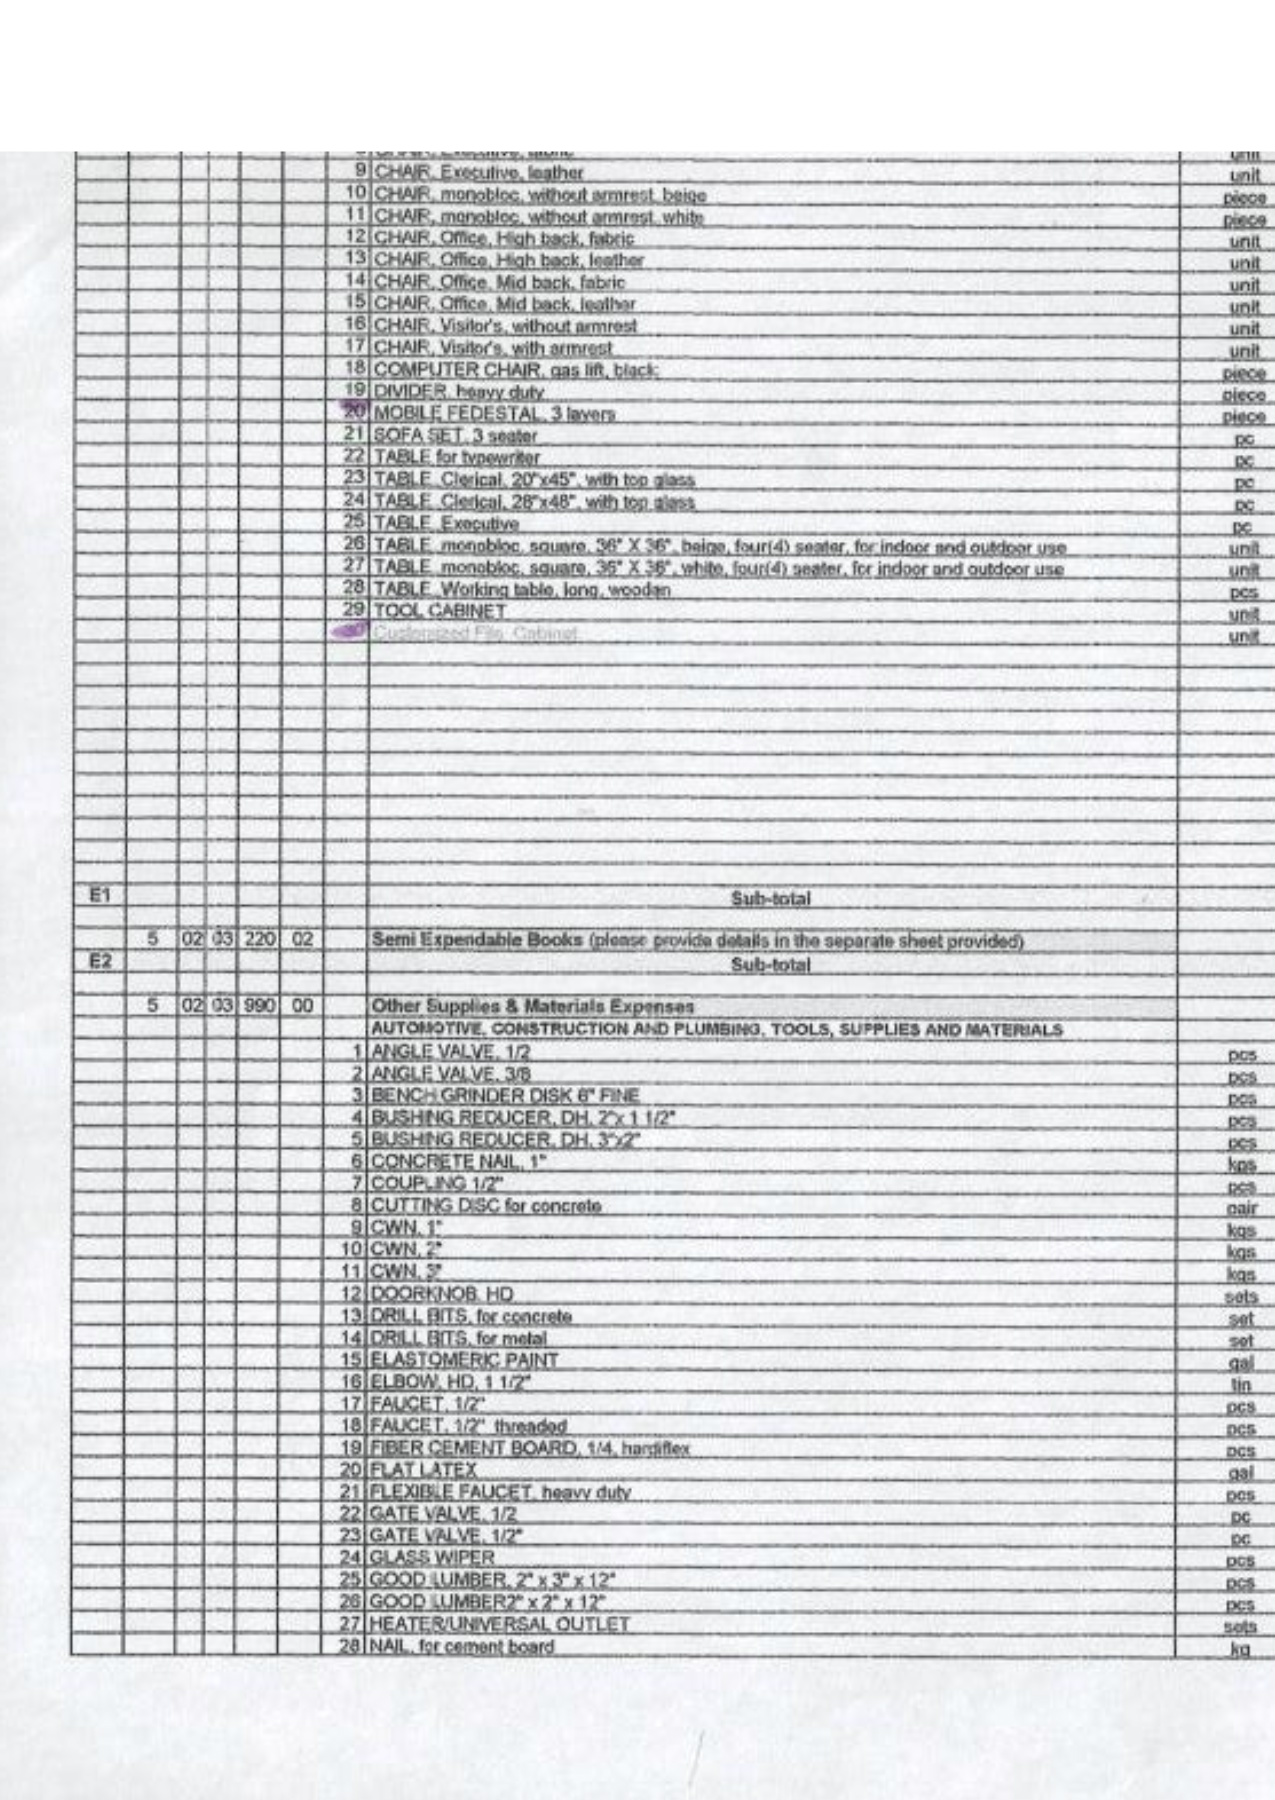 CHAIR, Executive, fabric unit
9 CHAIR, Executive, leather unit
10 CHAIR, monobloc, without armrest, beige piece
11 CHAIR, monobloc, without armrest, white piece
12 CHAIR, Office, High back, fabric unit
13 CHAIR, Office, High back, leather unit
14 CHAIR, Office, Mid back, fabric unit
15 CHAIR, Office, Mid back, leather unit
16 CHAIR, Visitor's, without armrest unit
17 CHAIR, Visitor's, with armrest unit
18 COMPUTER CHAIR, gas lift, black piece
19 DIVIDER, heavy duty piece
20 MOBILE FEDESTAL, 3 layers piece
21 SOFA SET, 3 seater pc
22 TABLE for typewriter pc
23 TABLE, Clerical, 20"x45", with top glass pc
24 TABLE, Clerical, 28"x48", with top glass pc
25 TABLE, Executive pc
26 TABLE, monobloc, square, 36" X 36", beige, four(4) seater, for indoor and outdoor use unit
27 TABLE, monobloc, square, 36" X 36", white, four(4) seater, for indoor and outdoor use unit
28 TABLE, Working table, long, wooden pcs
29 TOOL CABINET unit
Customized File Cabinet unit
E1 Sub-total
5 02 03 220 02 Semi Expendable Books (please provide details in the separate sheet provided)
E2 Sub-total
5 02 03 990 00 Other Supplies & Materials Expenses
AUTOMOTIVE, CONSTRUCTION AND PLUMBING, TOOLS, SUPPLIES AND MATERIALS
1 ANGLE VALVE, 1/2 pcs
2 ANGLE VALVE, 3/8 pcs
3 BENCH GRINDER DISK 6" FINE pcs
4 BUSHING REDUCER, DH, 2"x 1 1/2" pcs
5 BUSHING REDUCER, DH, 3"x2" pcs
6 CONCRETE NAIL, 1" kgs
7 COUPLING 1/2" pcs
8 CUTTING DISC for concrete pair
9 CWN, 1" kgs
10 CWN, 2" kgs
11 CWN, 3" kgs
12 DOORKNOB, HD sets
13 DRILL BITS, for concrete set
14 DRILL BITS, for metal set
15 ELASTOMERIC PAINT gal
16 ELBOW, HD, 1 1/2" tin
17 FAUCET, 1/2" pcs
18 FAUCET, 1/2" threaded pcs
19 FIBER CEMENT BOARD, 1/4, hardiflex pcs
20 FLAT LATEX gal
21 FLEXIBLE FAUCET, heavy duty pcs
22 GATE VALVE, 1/2 pc
23 GATE VALVE, 1/2" pc
24 GLASS WIPER pcs
25 GOOD LUMBER, 2" x 3" x 12" pcs
26 GOOD LUMBER2" x 2" x 12" pcs
27 HEATER/UNIVERSAL OUTLET sets
28 NAIL, for cement board kg